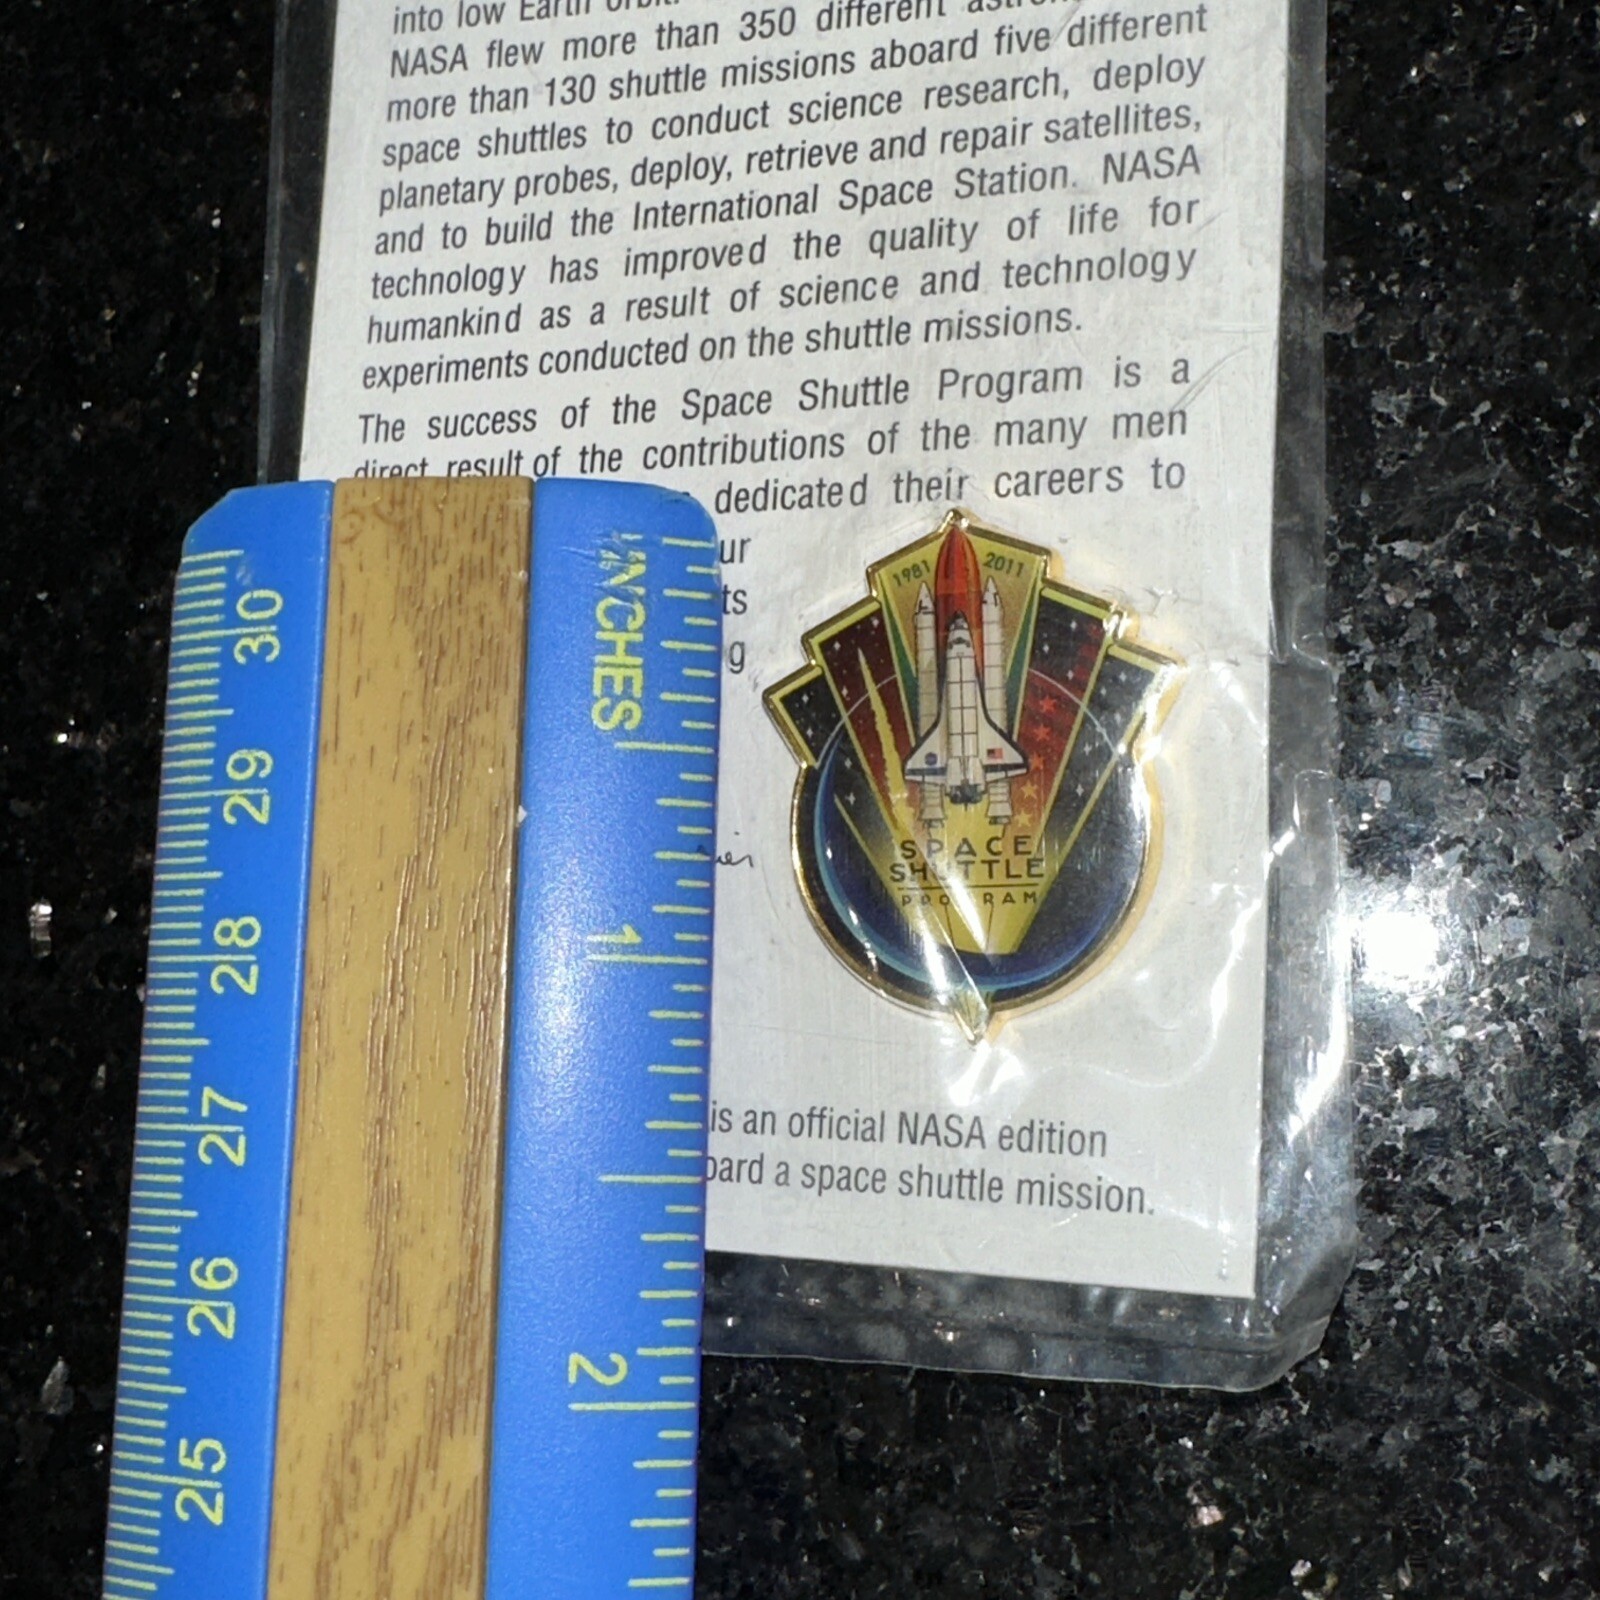 into low Earth
NASA flew more than 350 different
more than 130 shuttle missions aboard five different
space shuttles to conduct science research, deploy
planetary probes, deploy, retrieve and repair satellites,
and to build the International Space Station. NASA
technology has improved the quality of life for
humankind as a result of science and technology
experiments conducted on the shuttle missions.
The success of the Space Shuttle Program is a
direct result of the contributions of the many men
dedicated their careers to
1981 2011
SPACE
SHUTTLE
PROGRAM
is an official NASA edition
a space shuttle mission.
INCHES
1
2
30
29
28
27
26
25